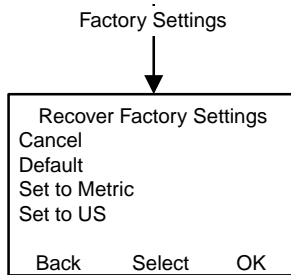 Factory Settings
Recover Factory Settings
Cancel
Default
Set to Metric
Set to US
Back Select OK